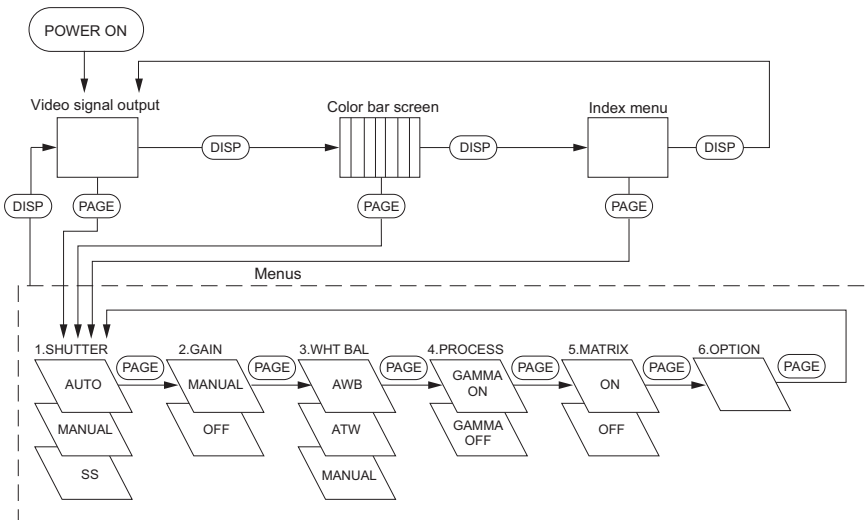 POWER ON
Video signal output
Color bar screen
Index menu
DISP
DISP
DISP
DISP
PAGE
PAGE
PAGE
Menus
1.SHUTTER
2.GAIN
3.WHT BAL
4.PROCESS
5.MATRIX
6.OPTION
PAGE
PAGE
PAGE
PAGE
PAGE
PAGE
AUTO
MANUAL
AWB
GAMMA
ON
ON
MANUAL
OFF
ATW
GAMMA
OFF
OFF
SS
MANUAL